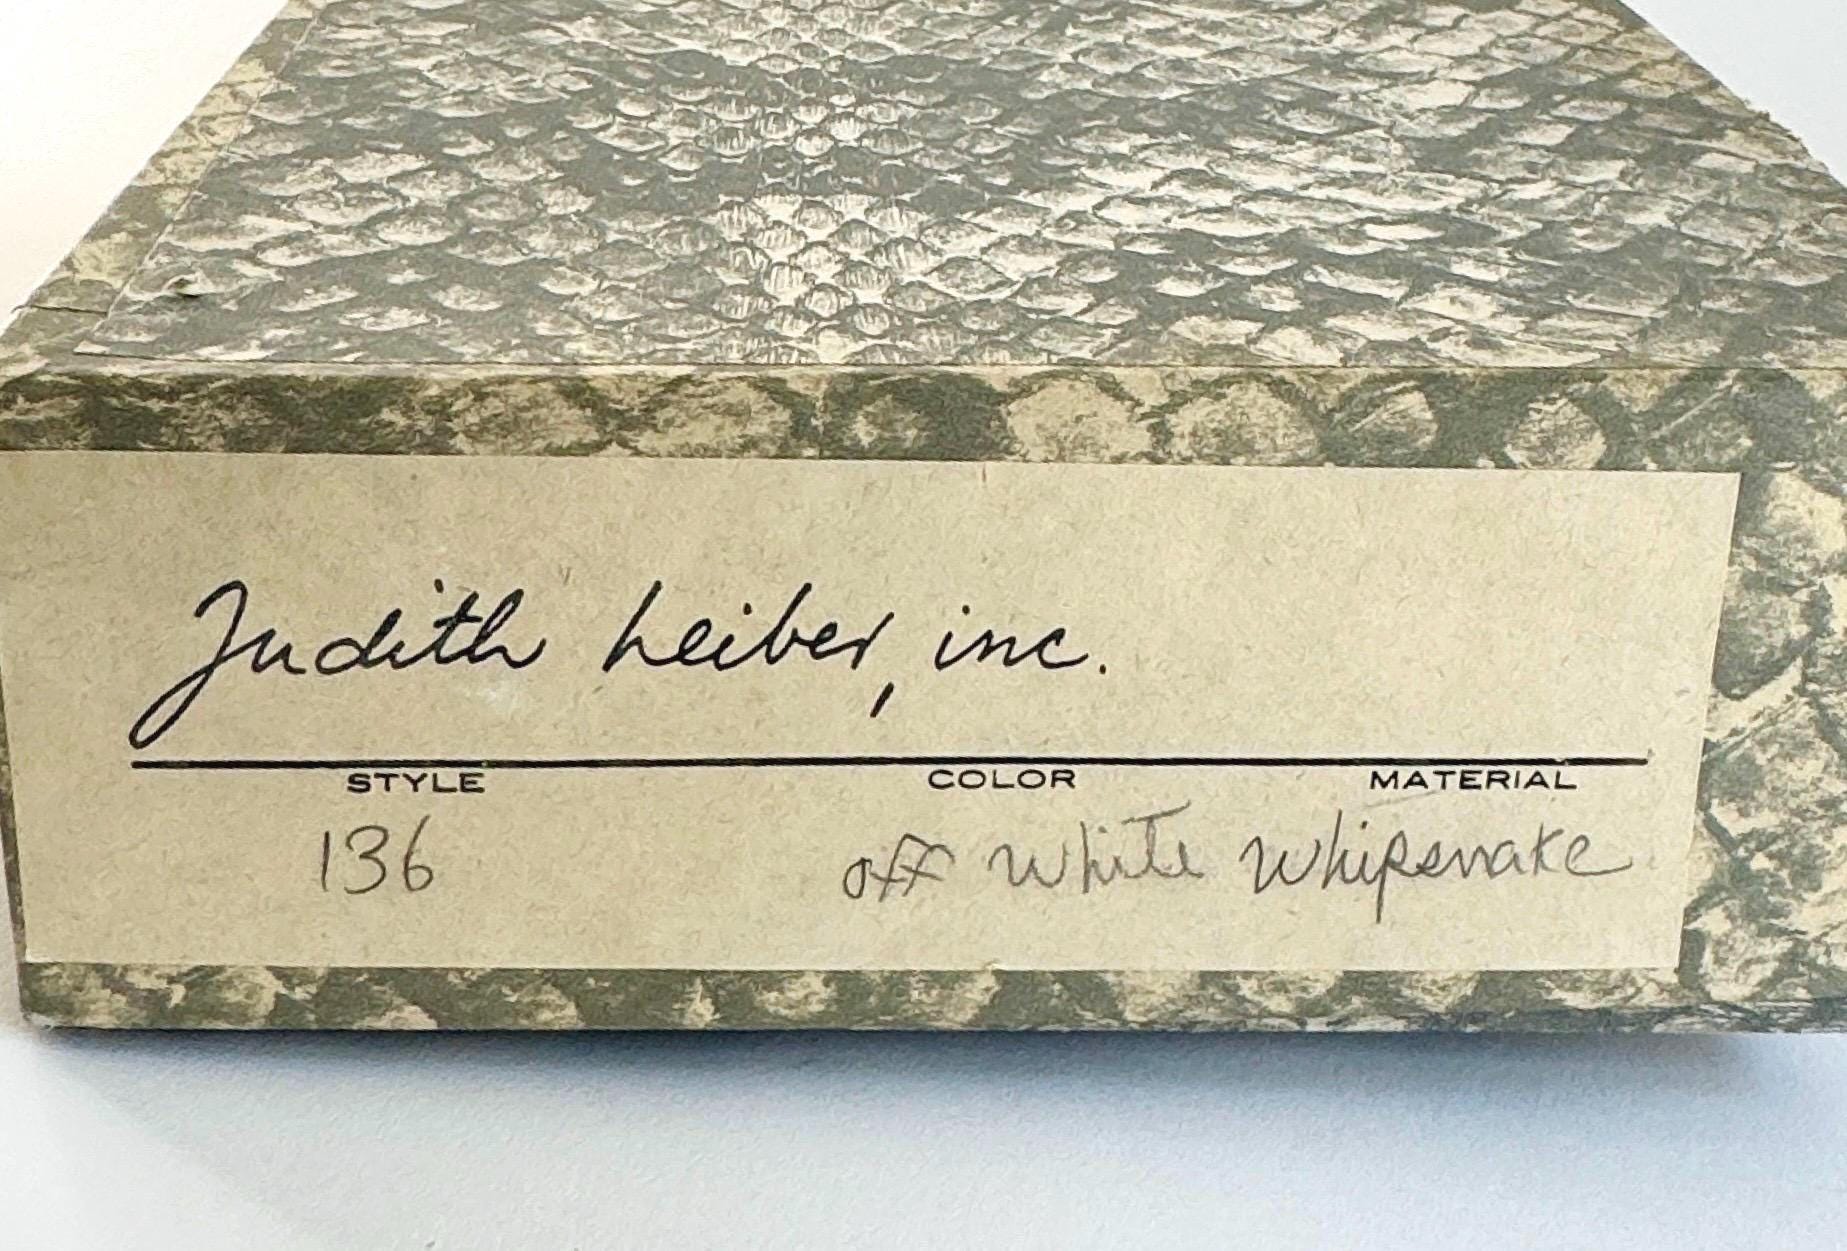 Judith Leiber, inc.
STYLE COLOR MATERIAL
136 off white whipsnake